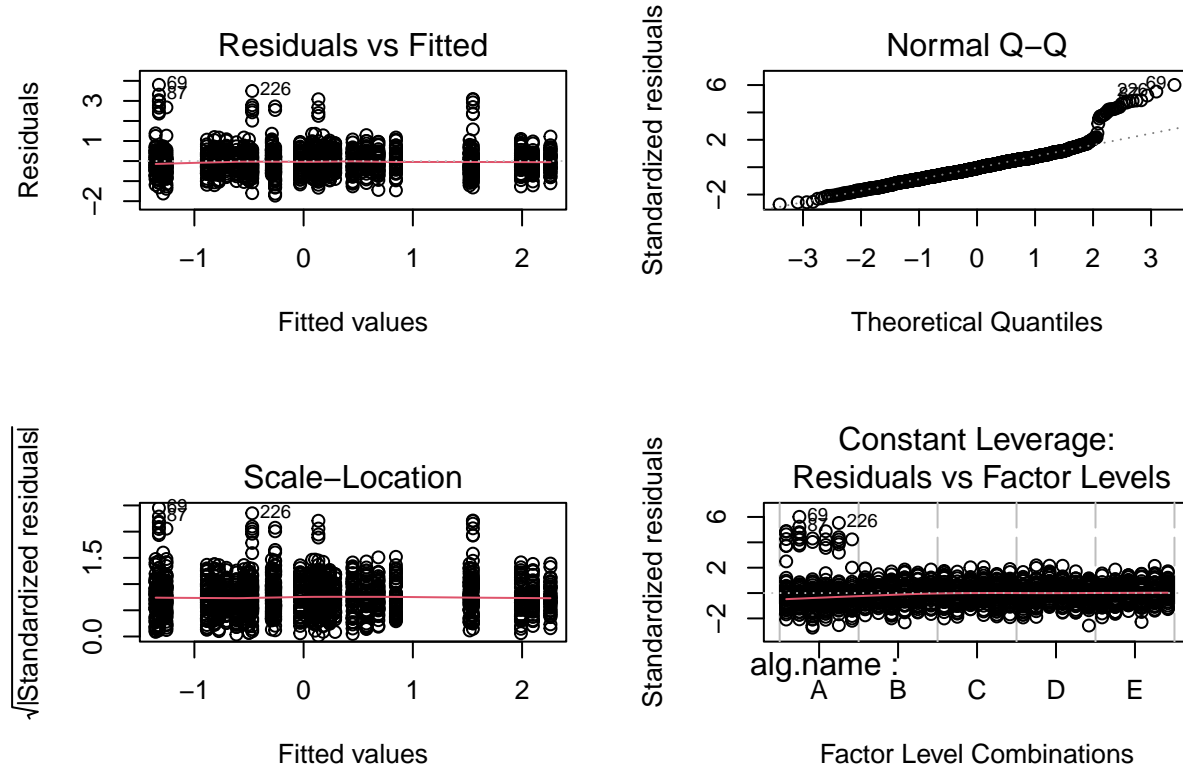 Residuals vs Fitted
Residuals
3
1
−2
69
87
226
−1 0 1 2
Fitted values
Normal Q−Q
Standardized residuals
6
2
−2
69
−3 −2 −1 0 1 2 3
Theoretical Quantiles
Scale−Location
√|Standardized residuals|
1.5
0.0
69
87
226
−1 0 1 2
Fitted values
Constant Leverage:
Residuals vs Factor Levels
Standardized residuals
6
2
−2
69
87
226
alg.name :
A B C D E
Factor Level Combinations